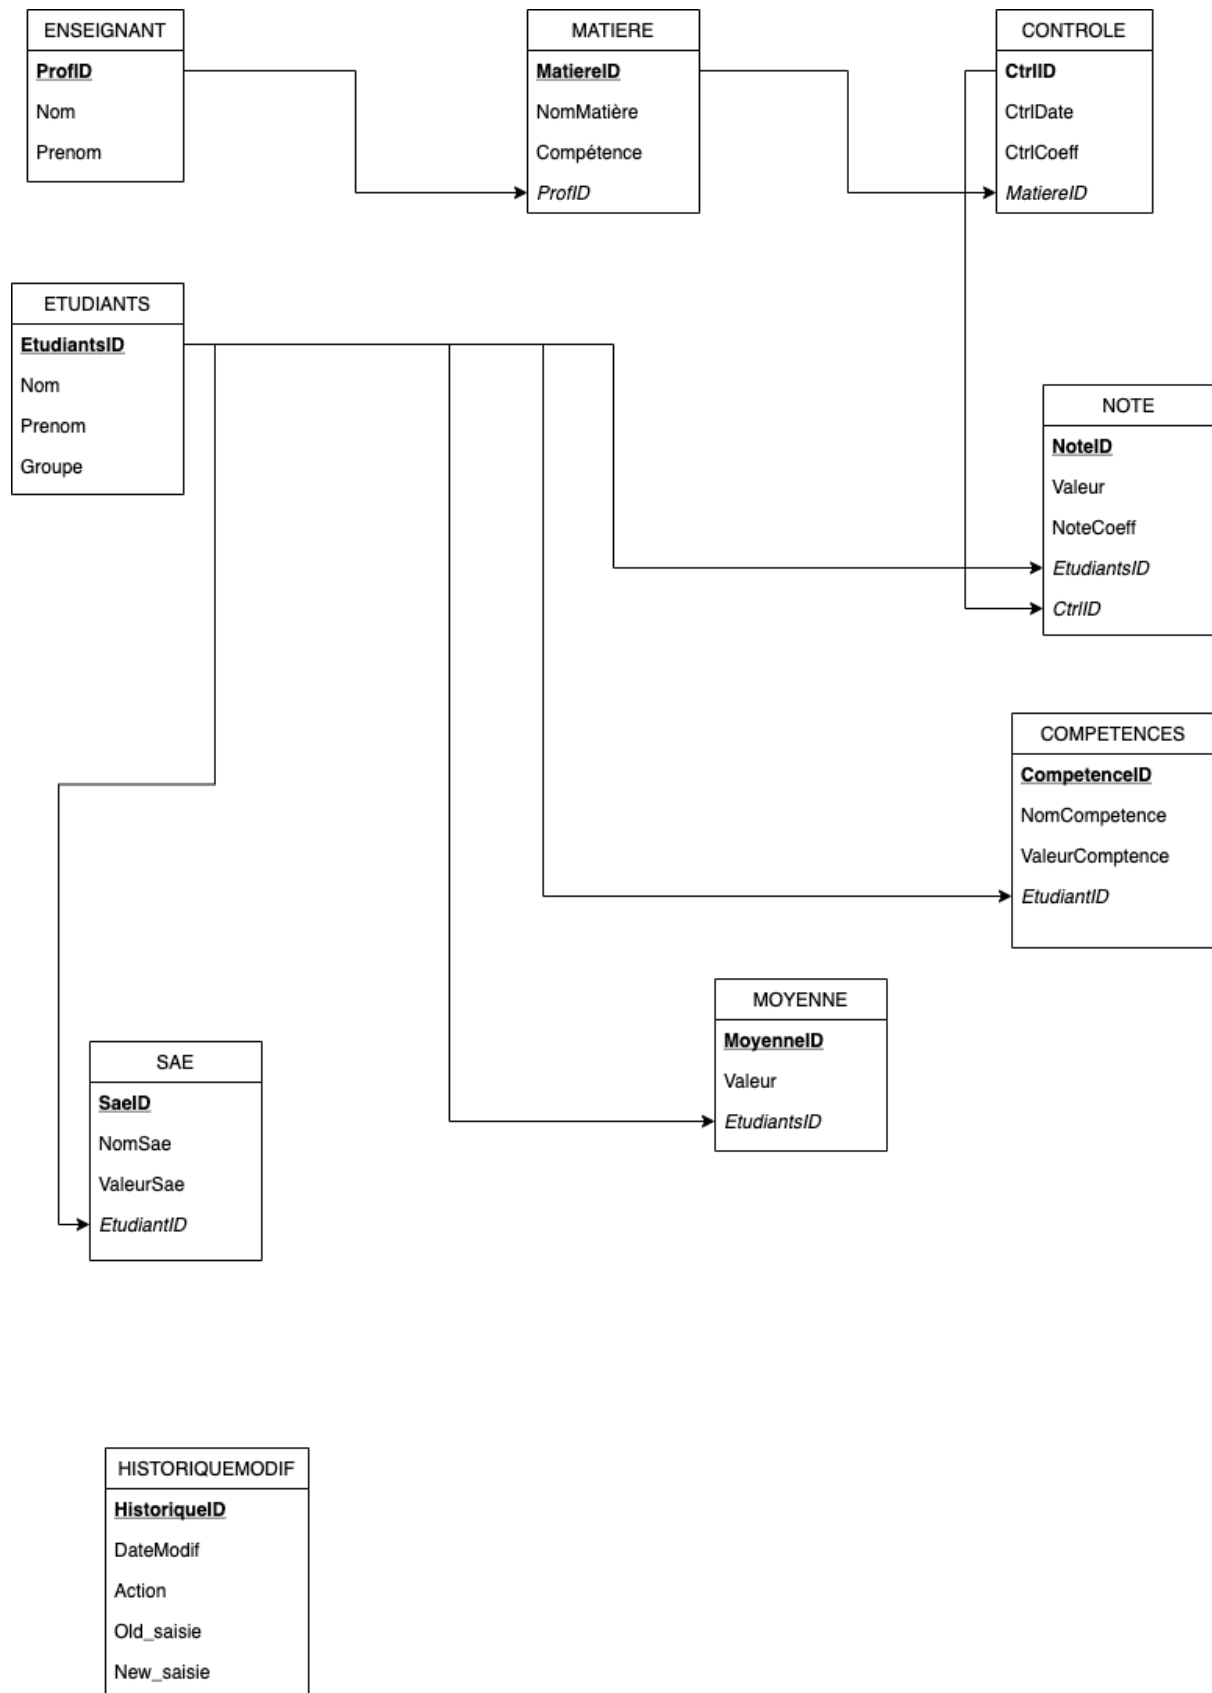 ENSEIGNANT
ProfID
Nom
Prenom
MATIERE
MatiereID
NomMatière
Compétence
ProfID
CONTROLE
CtrlID
CtrlDate
CtrlCoeff
MatiereID
ETUDIANTS
EtudiantsID
Nom
Prenom
Groupe
NOTE
NoteID
Valeur
NoteCoeff
EtudiantsID
CtrlID
COMPETENCES
CompetenceID
NomCompetence
ValeurComptence
EtudiantID
MOYENNE
MoyenneID
Valeur
EtudiantsID
SAE
SaeID
NomSae
ValeurSae
EtudiantID
HISTORIQUEMODIF
HistoriqueID
DateModif
Action
Old_saisie
New_saisie